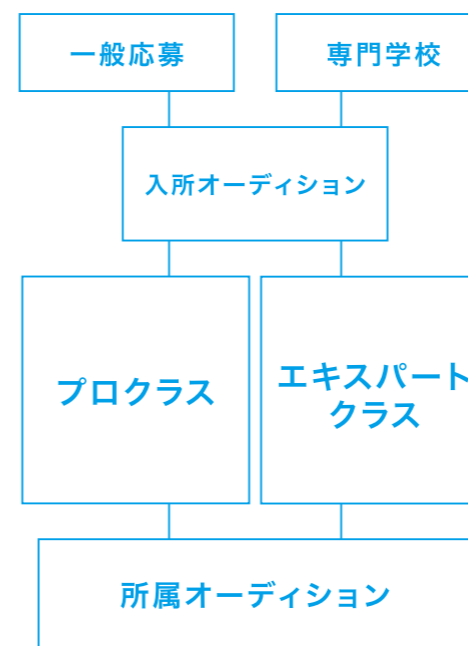 一般応募
専門学校
入所オーディション
プロクラス
エキスパート
クラス
所属オーディション